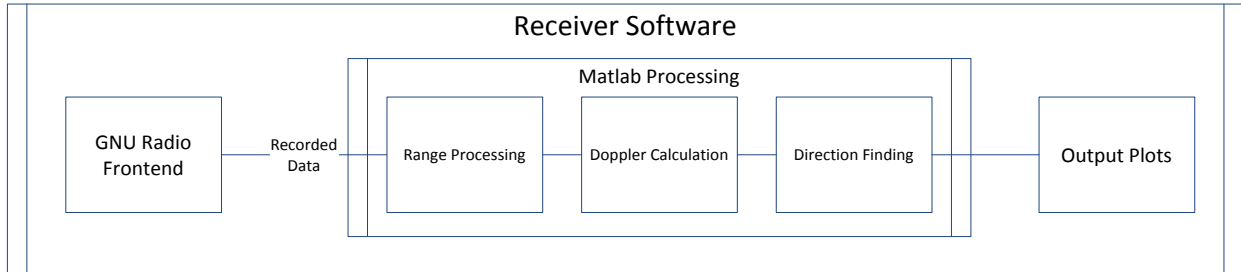 Receiver Software
Matlab Processing
GNU Radio
Frontend
Recorded
Data
Range Processing
Doppler Calculation
Direction Finding
Output Plots